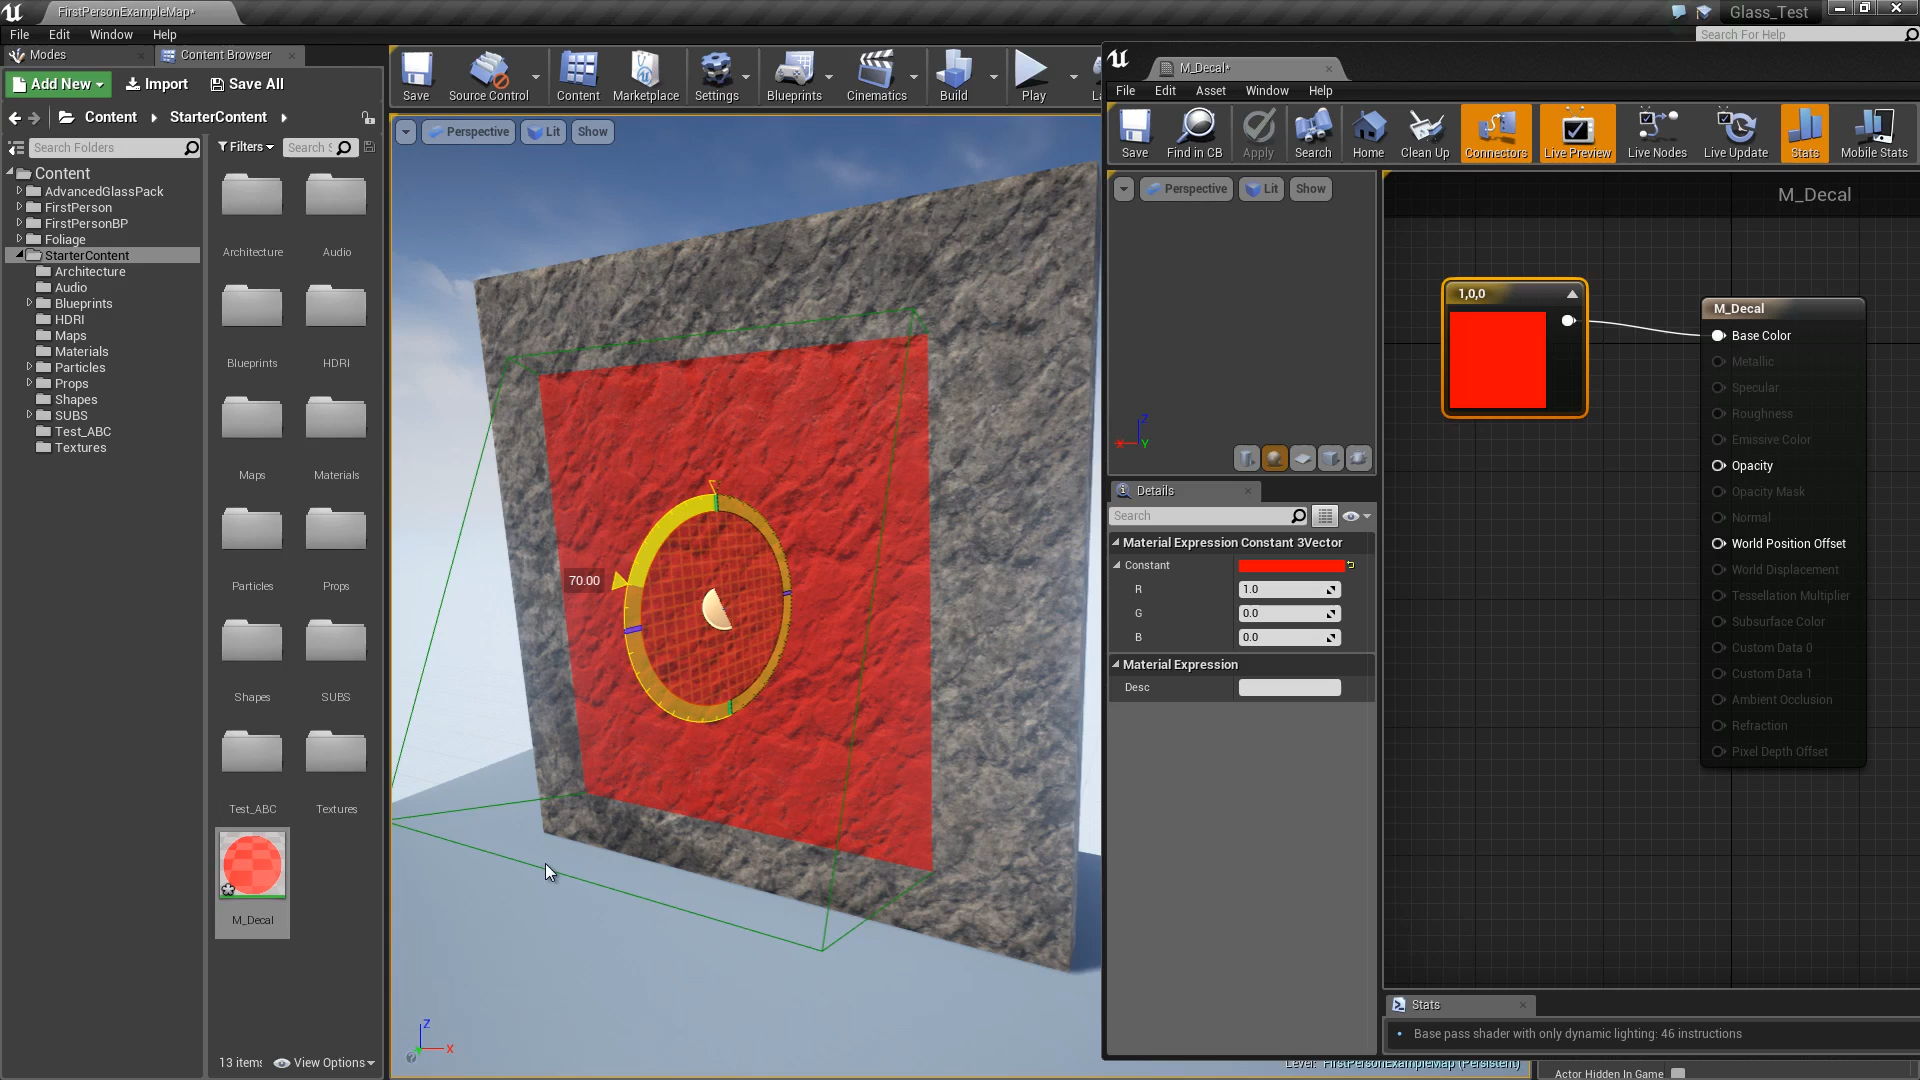 FirstPersonExampleMap*
Glass_Test
File Edit Window Help
Search For Help
Modes
Content Browser
Add New
Import
Save All
Content
StarterContent
Search Folders
Filters
Content
AdvancedGlassPack
FirstPerson
FirstPersonBP
Foliage
StarterContent
Architecture
Audio
Blueprints
HDRI
Maps
Materials
Particles
Props
Shapes
SUBS
Test_ABC
Textures
Architecture
Audio
Blueprints
HDRI
Maps
Materials
Particles
Props
Shapes
SUBS
Test_ABC
Textures
M_Decal
13 items
View Options
Save
Source Control
Content
Marketplace
Settings
Blueprints
Cinematics
Build
Play
Perspective
Lit
Show
70.00
Z
X
M_Decal*
File Edit Asset Window Help
Save
Find in CB
Apply
Search
Home
Clean Up
Connectors
Live Preview
Live Nodes
Live Update
Stats
Mobile Stats
Perspective
Lit
Show
Z
X
Y
Details
Search
Material Expression Constant 3Vector
Constant
R 1.0
G 0.0
B 0.0
Material Expression
Desc
M_Decal
1,0,0
M_Decal
Base Color
Metallic
Specular
Roughness
Emissive Color
Opacity
Opacity Mask
Normal
World Position Offset
World Displacement
Tessellation Multiplier
Subsurface Color
Custom Data 0
Custom Data 1
Ambient Occlusion
Refraction
Pixel Depth Offset
Stats
Base pass shader with only dynamic lighting: 46 instructions
Level: FirstPersonExampleMap (Persistent)
Actor Hidden In Game